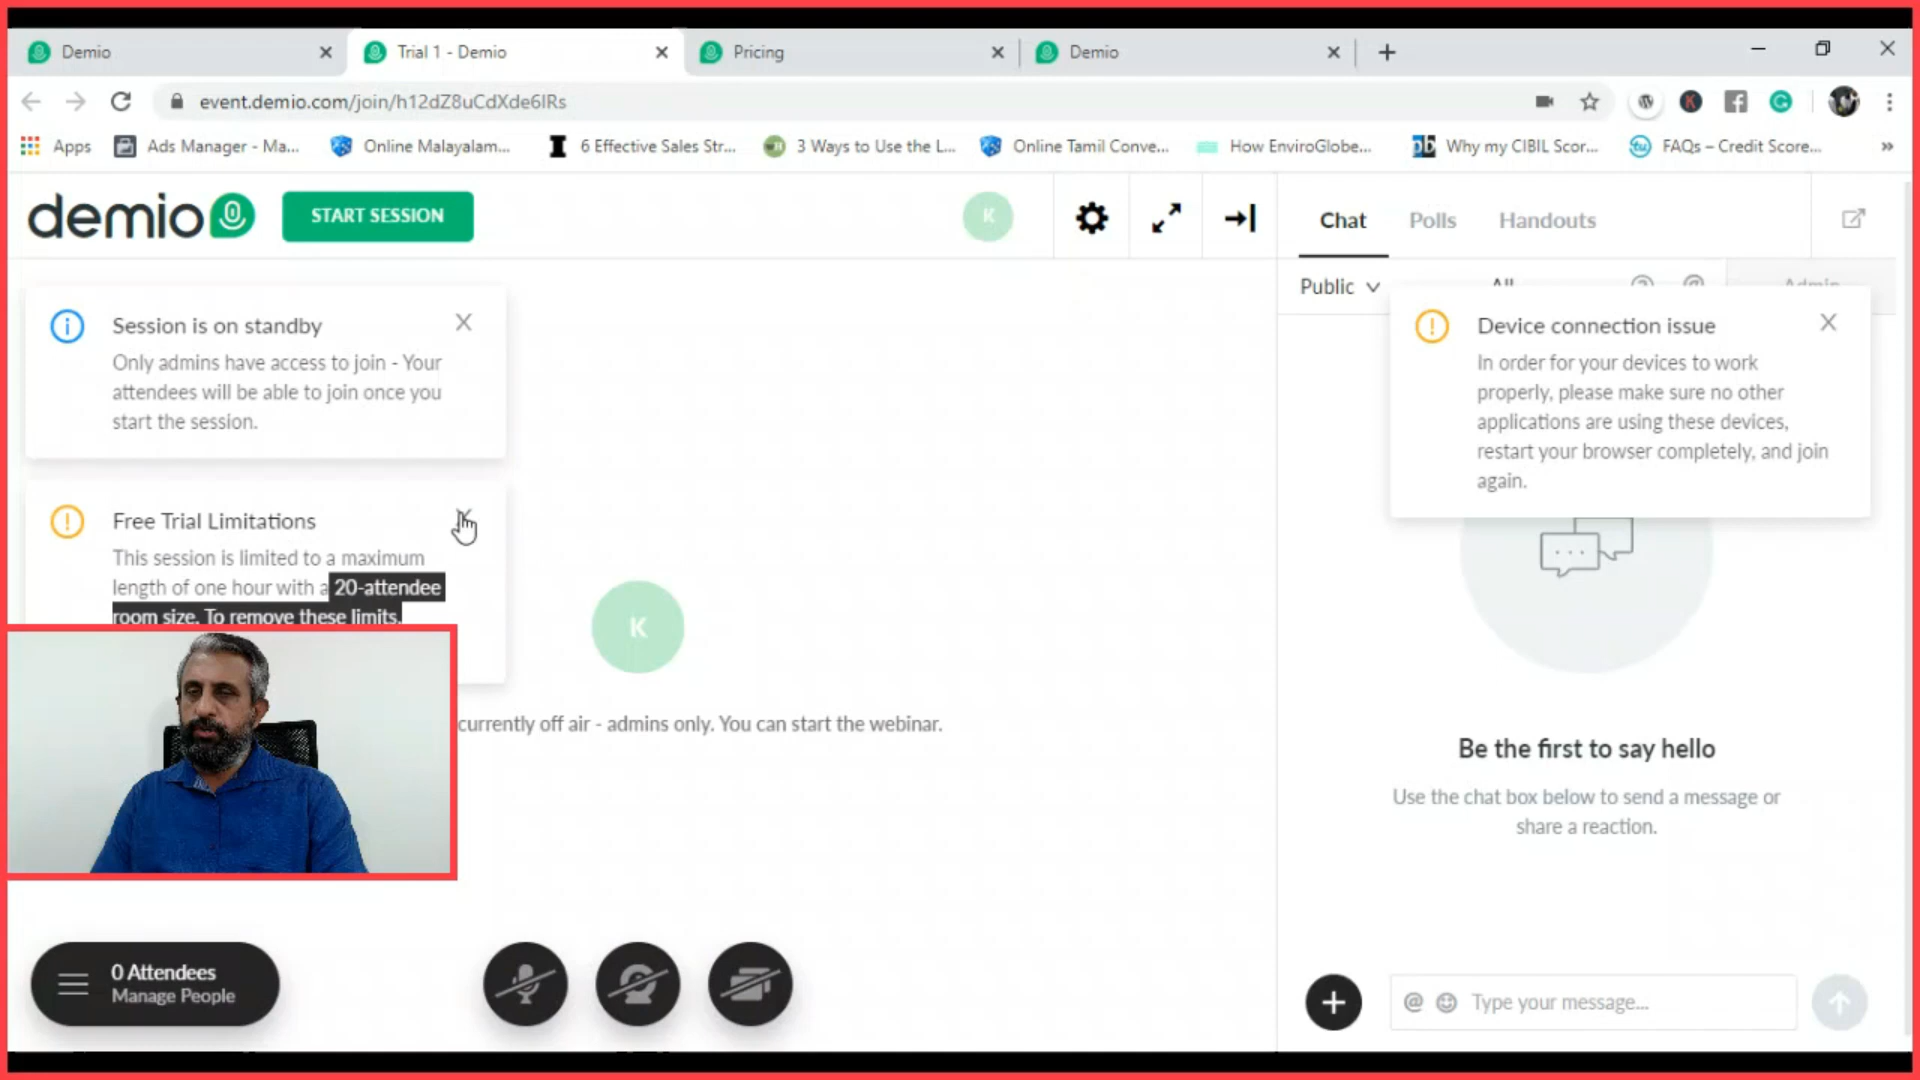 Demio
Trial 1 - Demio
Pricing
Demio
event.demio.com/join/h12dZ8uCdXde6IRs
Apps
Ads Manager - Ma...
Online Malayalam...
6 Effective Sales Str...
3 Ways to Use the L...
Online Tamil Conve...
How EnviroGlobe...
Why my CIBIL Scor...
FAQs – Credit Score...
demio
START SESSION
K
Chat
Polls
Handouts
Public
All
Admin
Session is on standby
Only admins have access to join - Your
attendees will be able to join once you
start the session.
Device connection issue
In order for your devices to work
properly, please make sure no other
applications are using these devices,
restart your browser completely, and join
again.
Free Trial Limitations
This session is limited to a maximum
length of one hour with a 20-attendee
room size. To remove these limits,
K
currently off air - admins only. You can start the webinar.
Be the first to say hello
Use the chat box below to send a message or
share a reaction.
0 Attendees
Manage People
@
Type your message...